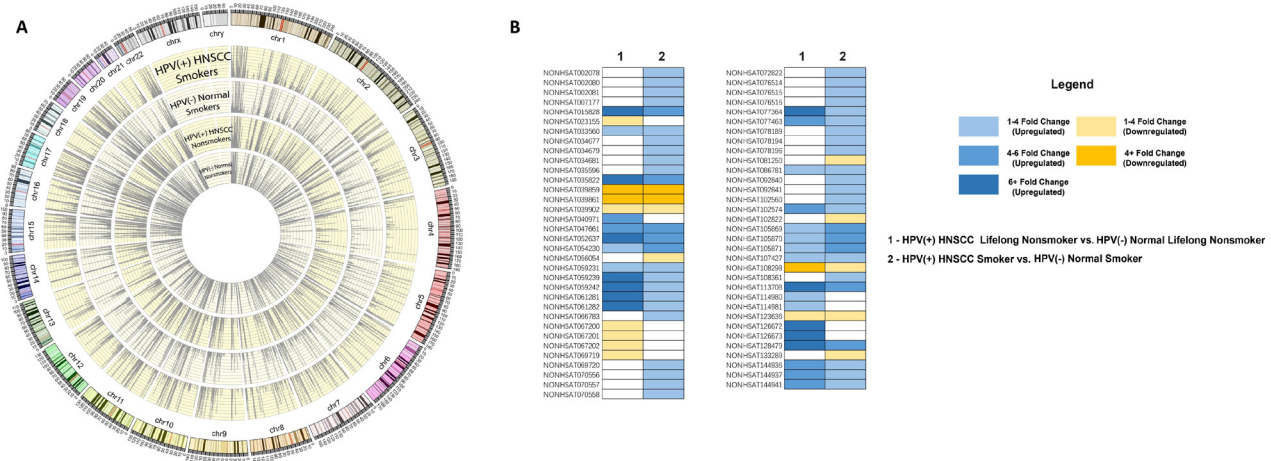 A
chr1
chr2
chr3
chr4
chr5
chr6
chr7
chr8
chr9
chr10
chr11
chr12
chr13
chr14
chr15
chr16
chr17
chr18
chr19
chr20
chr21
chr22
chrx
chry
HPV(+) HNSCC
Smokers
HPV(-) Normal
Smokers
HPV(+) HNSCC
Nonsmokers
HPV(-) Normal
Nonsmokers
B
1 2
NONHSAT002078
NONHSAT002080
NONHSAT002081
NONHSAT007177
NONHSAT015828
NONHSAT023155
NONHSAT033560
NONHSAT034677
NONHSAT034679
NONHSAT034681
NONHSAT035596
NONHSAT035822
NONHSAT039859
NONHSAT039861
NONHSAT039902
NONHSAT040971
NONHSAT047661
NONHSAT052637
NONHSAT054230
NONHSAT056054
NONHSAT059231
NONHSAT059239
NONHSAT059242
NONHSAT061281
NONHSAT061282
NONHSAT066783
NONHSAT067200
NONHSAT067201
NONHSAT067202
NONHSAT069719
NONHSAT069720
NONHSAT070556
NONHSAT070557
NONHSAT070558
1 2
NONHSAT072822
NONHSAT076514
NONHSAT076515
NONHSAT076516
NONHSAT077364
NONHSAT077463
NONHSAT078189
NONHSAT078194
NONHSAT078196
NONHSAT081250
NONHSAT086781
NONHSAT092840
NONHSAT092841
NONHSAT102560
NONHSAT102574
NONHSAT102822
NONHSAT105869
NONHSAT105870
NONHSAT105871
NONHSAT107427
NONHSAT108298
NONHSAT108361
NONHSAT113708
NONHSAT114980
NONHSAT114981
NONHSAT123636
NONHSAT126672
NONHSAT126673
NONHSAT128479
NONHSAT133289
NONHSAT144936
NONHSAT144937
NONHSAT144941
Legend
1-4 Fold Change
(Upregulated)
1-4 Fold Change
(Downregulated)
4-6 Fold Change
(Upregulated)
4+ Fold Change
(Downregulated)
6+ Fold Change
(Upregulated)
1 - HPV(+) HNSCC Lifelong Nonsmoker vs. HPV(-) Normal Lifelong Nonsmoker
2 - HPV(+) HNSCC Smoker vs. HPV(-) Normal Smoker